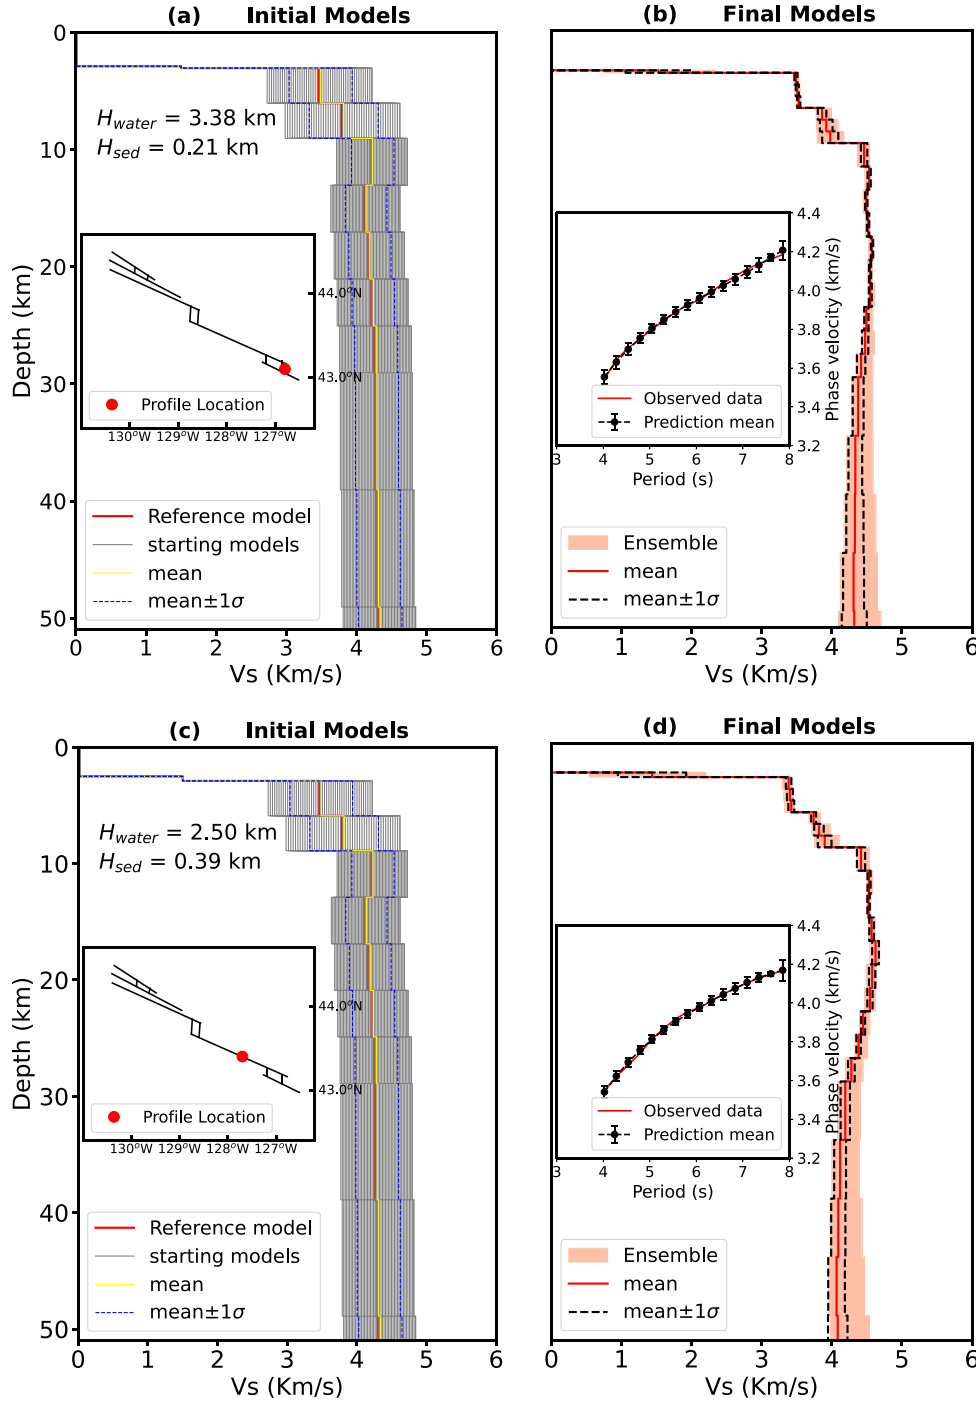 (a) Initial Models
0
10
20
30
40
50
Depth (km)
H_water = 3.38 km
H_sed = 0.21 km
44.0°N
43.0°N
130°W 129°W 128°W 127°W
Profile Location
Reference model
starting models
mean
mean±1σ
0 1 2 3 4 5 6
Vs (Km/s)
(b) Final Models
4.4
4.2
4.0
3.8
3.6
3.4
3.2
Phase velocity (km/s)
Observed data
Prediction mean
3 4 5 6 7 8
Period (s)
Ensemble
mean
mean±1σ
0 1 2 3 4 5 6
Vs (Km/s)
(c) Initial Models
0
10
20
30
40
50
Depth (km)
H_water = 2.50 km
H_sed = 0.39 km
44.0°N
43.0°N
130°W 129°W 128°W 127°W
Profile Location
Reference model
starting models
mean
mean±1σ
0 1 2 3 4 5 6
Vs (Km/s)
(d) Final Models
4.4
4.2
4.0
3.8
3.6
3.4
3.2
Phase velocity (km/s)
Observed data
Prediction mean
3 4 5 6 7 8
Period (s)
Ensemble
mean
mean±1σ
0 1 2 3 4 5 6
Vs (Km/s)